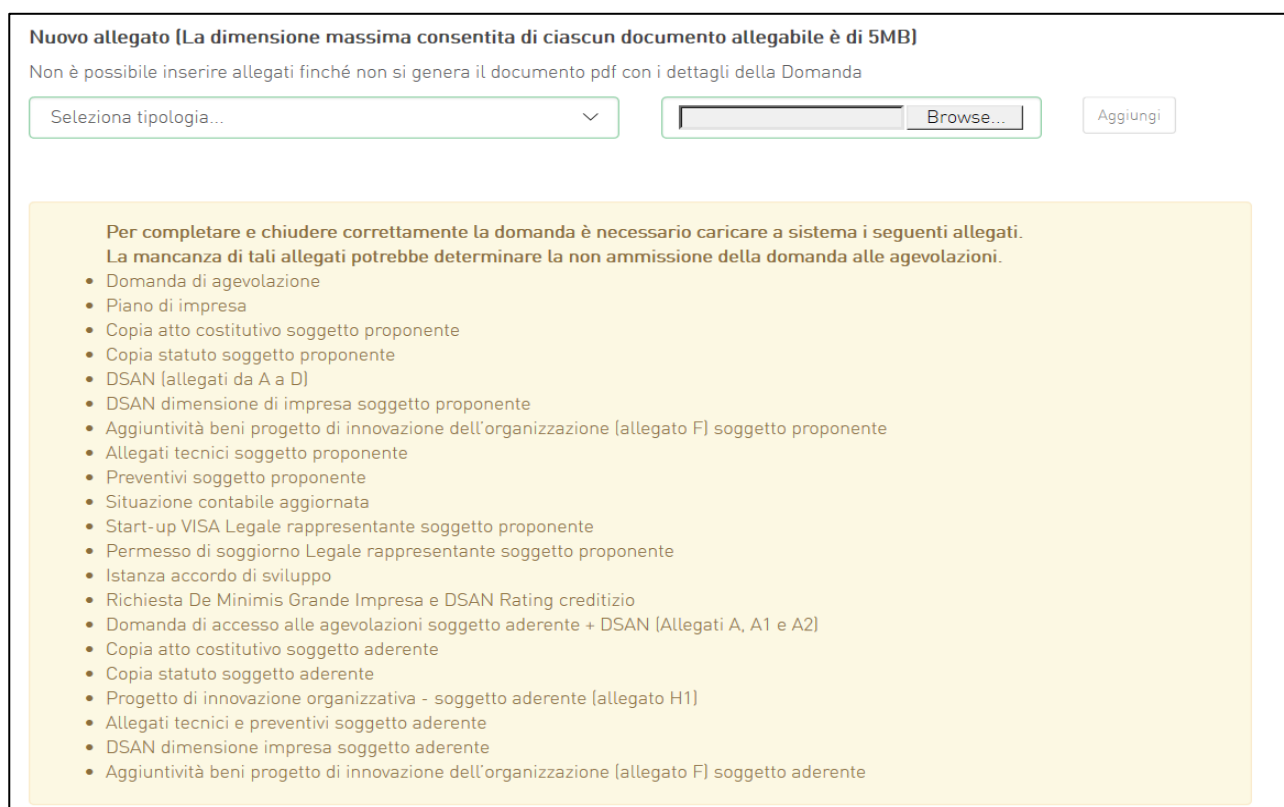 Nuovo allegato (La dimensione massima consentita di ciascun documento allegabile è di 5MB)
Non è possibile inserire allegati finché non si genera il documento pdf con i dettagli della Domanda
Seleziona tipologia...
Browse...
Aggiungi
Per completare e chiudere correttamente la domanda è necessario caricare a sistema i seguenti allegati.
La mancanza di tali allegati potrebbe determinare la non ammissione della domanda alle agevolazioni.
• Domanda di agevolazione
• Piano di impresa
• Copia atto costitutivo soggetto proponente
• Copia statuto soggetto proponente
• DSAN (allegati da A a D)
• DSAN dimensione di impresa soggetto proponente
• Aggiuntività beni progetto di innovazione dell'organizzazione (allegato F) soggetto proponente
• Allegati tecnici soggetto proponente
• Preventivi soggetto proponente
• Situazione contabile aggiornata
• Start-up VISA Legale rappresentante soggetto proponente
• Permesso di soggiorno Legale rappresentante soggetto proponente
• Istanza accordo di sviluppo
• Richiesta De Minimis Grande Impresa e DSAN Rating creditizio
• Domanda di accesso alle agevolazioni soggetto aderente + DSAN (Allegati A, A1 e A2)
• Copia atto costitutivo soggetto aderente
• Copia statuto soggetto aderente
• Progetto di innovazione organizzativa - soggetto aderente (allegato H1)
• Allegati tecnici e preventivi soggetto aderente
• DSAN dimensione impresa soggetto aderente
• Aggiuntività beni progetto di innovazione dell'organizzazione (allegato F) soggetto aderente